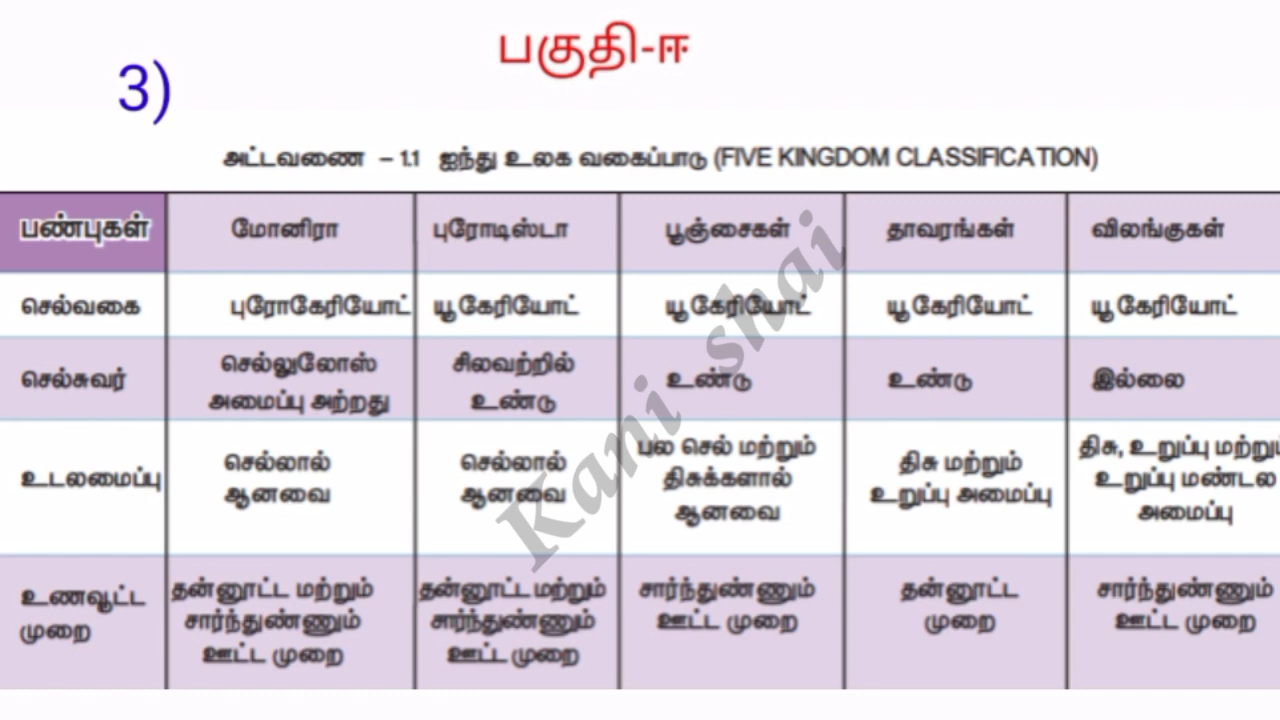 பகுதி-ஈ
3)
அட்டவணை – 1.1 ஐந்து உலக வகைப்பாடு (FIVE KINGDOM CLASSIFICATION)
பண்புகள் மோனிரா புரோடிஸ்டா பூஞ்சைகள் தாவரங்கள் விலங்குகள்
செல்வகை புரோகேரியோட் யூகேரியோட் யூகேரியோட் யூகேரியோட் யூகேரியோட்
செல்சுவர் செல்லுலோஸ் அமைப்பு அற்றது சிலவற்றில் உண்டு உண்டு உண்டு இல்லை
உடலமைப்பு செல்லால் ஆனவை செல்லால் ஆனவை பல செல் மற்றும் திசுக்களால் ஆனவை திசு மற்றும் உறுப்பு அமைப்பு திசு, உறுப்பு மற்றும் உறுப்பு மண்டல அமைப்பு
உணவூட்ட முறை தன்னூட்ட மற்றும் சார்ந்துண்ணும் ஊட்ட முறை தன்னூட்ட மற்றும் சார்ந்துண்ணும் ஊட்ட முறை சார்ந்துண்ணும் ஊட்ட முறை தன்னூட்ட முறை சார்ந்துண்ணும் ஊட்ட முறை
Kani shai